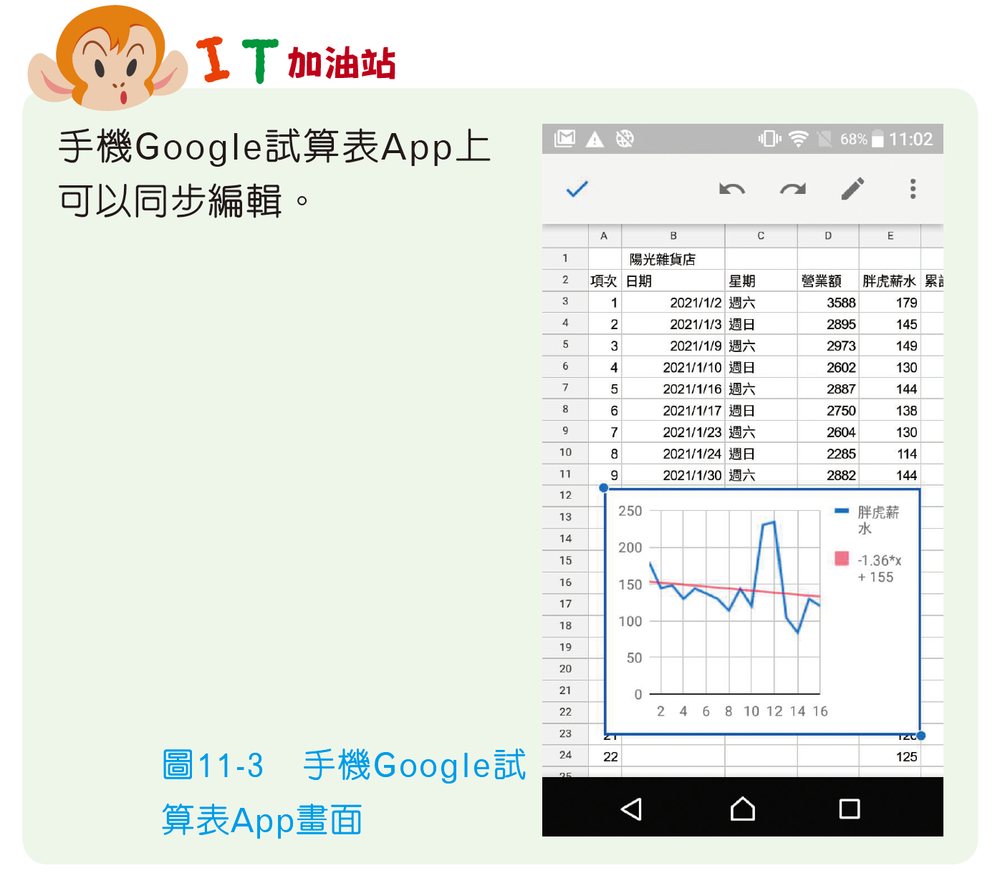 IT加油站
手機Google試算表App上
可以同步編輯。
68% 11:02
A B C D E
1 陽光雜貨店
2 項次 日期 星期 營業額 胖虎薪水
3 1 2021/1/2 週六 3588 179
4 2 2021/1/3 週日 2895 145
5 3 2021/1/9 週六 2973 149
6 4 2021/1/10 週日 2602 130
7 5 2021/1/16 週六 2887 144
8 6 2021/1/17 週日 2750 138
9 7 2021/1/23 週六 2604 130
10 8 2021/1/24 週日 2285 114
11 9 2021/1/30 週六 2882 144
12
13
14
15
16
17
18
19
20
21
22
23
24 22 125
250
200
150
100
50
0
2 4 6 8 10 12 14 16
胖虎薪
水
-1.36*x
+ 155
圖11-3 手機Google試
算表App畫面